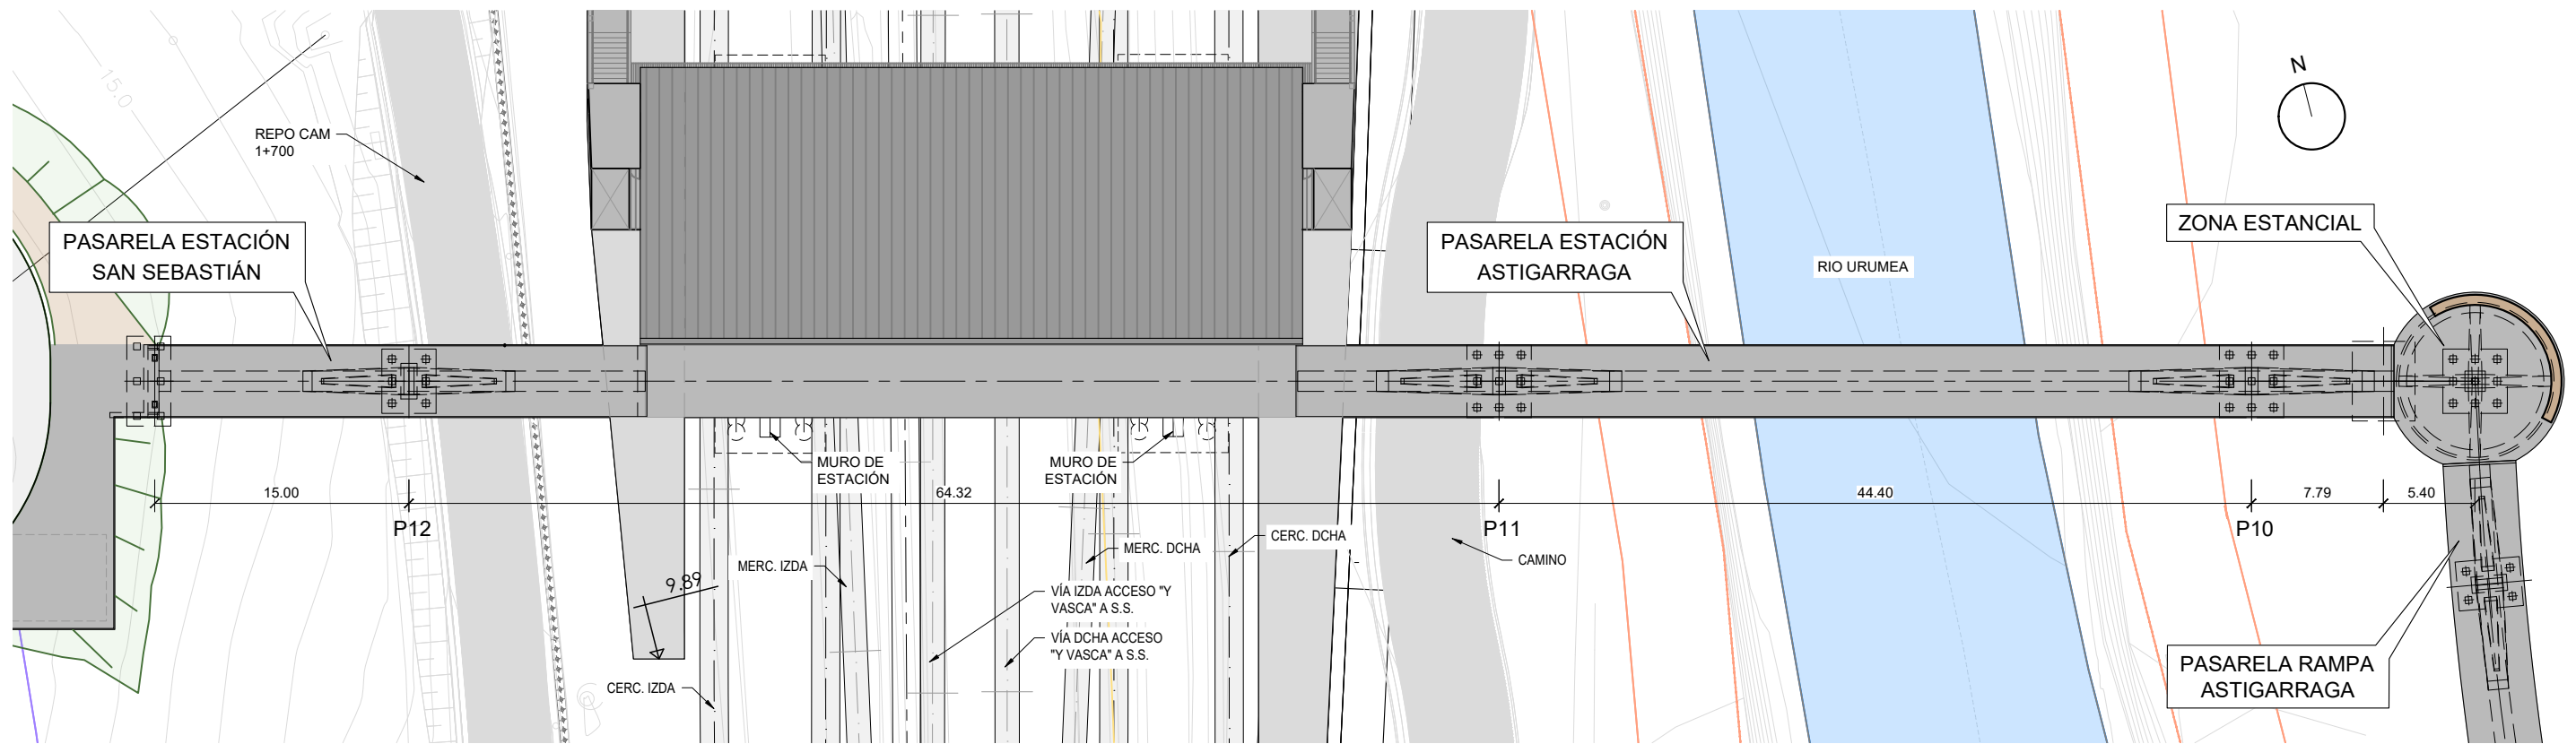 15.0
REPO CAM
1+700
PASARELA ESTACIÓN
SAN SEBASTIÁN
PASARELA ESTACIÓN
ASTIGARRAGA
RIO URUMEA
N
ZONA ESTANCIAL
MURO DE
ESTACIÓN
MURO DE
ESTACIÓN
15.00
64.32
44.40
7.79
5.40
P12
P11
P10
CERC. DCHA
MERC. DCHA
CAMINO
MERC. IZDA
9.89
VÍA IZDA ACCESO "Y
VASCA" A S.S.
VÍA DCHA ACCESO
"Y VASCA" A S.S.
CERC. IZDA
PASARELA RAMPA
ASTIGARRAGA